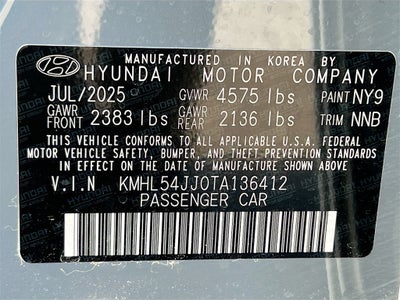 MANUFACTURED IN KOREA BY
HYUNDAI MOTOR COMPANY
JUL/2025 GVWR 4575 lbs PAINT NY9
GAWR FRONT 2383 lbs GAWR REAR 2136 lbs TRIM NNB
THIS VEHICLE CONFORMS TO ALL APPLICABLE U.S.A. FEDERAL
MOTOR VEHICLE SAFETY, BUMPER, AND THEFT PREVENTION STANDARDS
IN EFFECT ON THE DATE OF MANUFACTURE SHOWN ABOVE
V.I.N KMHL54JJ0TA136412
PASSENGER CAR